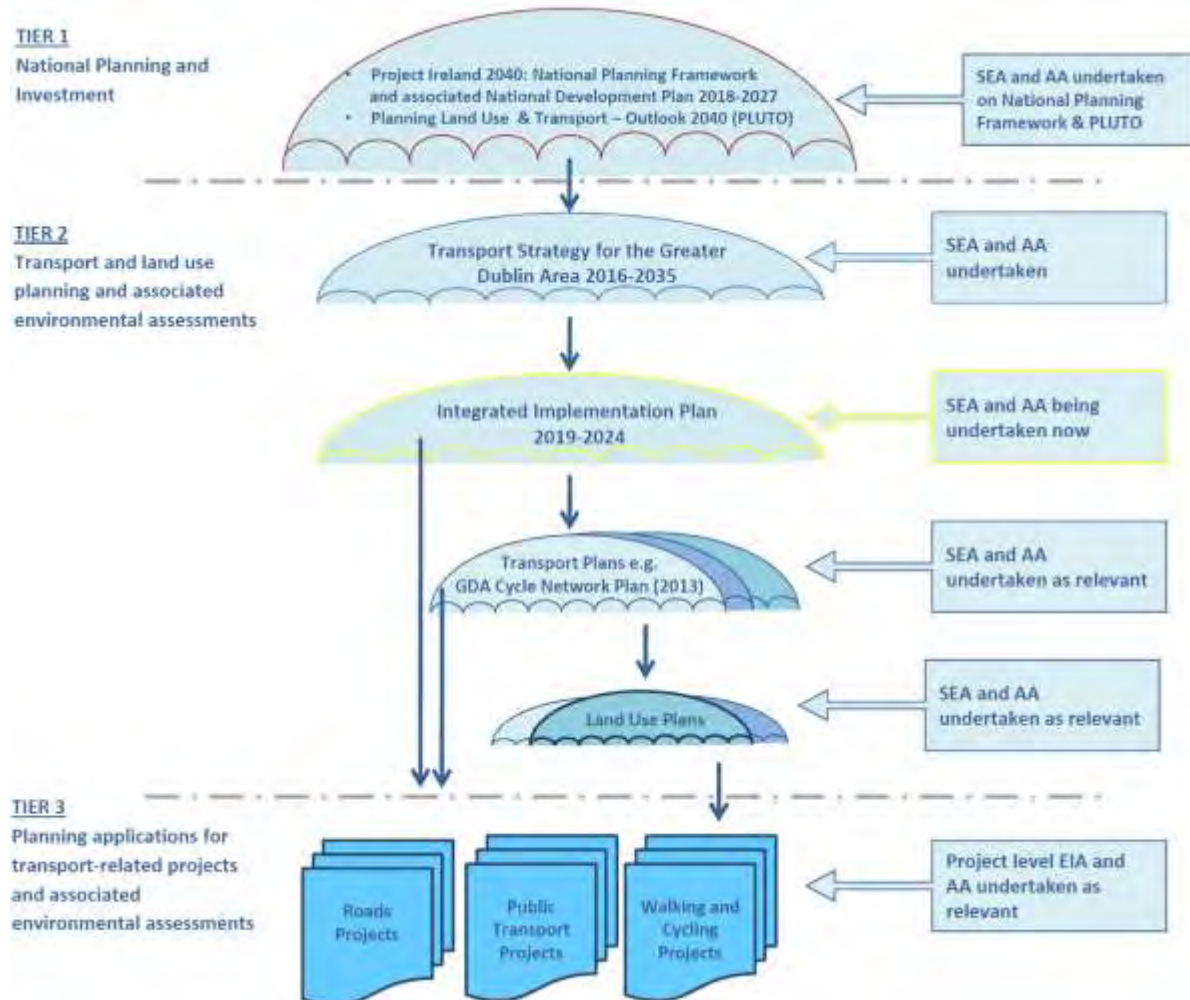 TIER 1
National Planning and
Investment
• Project Ireland 2040: National Planning Framework
and associated National Development Plan 2018-2027
• Planning Land Use & Transport – Outlook 2040 (PLUTO)
SEA and AA undertaken
on National Planning
Framework & PLUTO
TIER 2
Transport and land use
planning and associated
environmental assessments
Transport Strategy for the Greater
Dublin Area 2016-2035
SEA and AA
undertaken
Integrated Implementation Plan
2019-2024
SEA and AA being
undertaken now
Transport Plans e.g.
GDA Cycle Network Plan (2013)
SEA and AA
undertaken as relevant
Land Use Plans
SEA and AA
undertaken as relevant
TIER 3
Planning applications for
transport-related projects
and associated
environmental assessments
Roads
Projects
Public
Transport
Projects
Walking and
Cycling
Projects
Project level EIA and
AA undertaken as
relevant